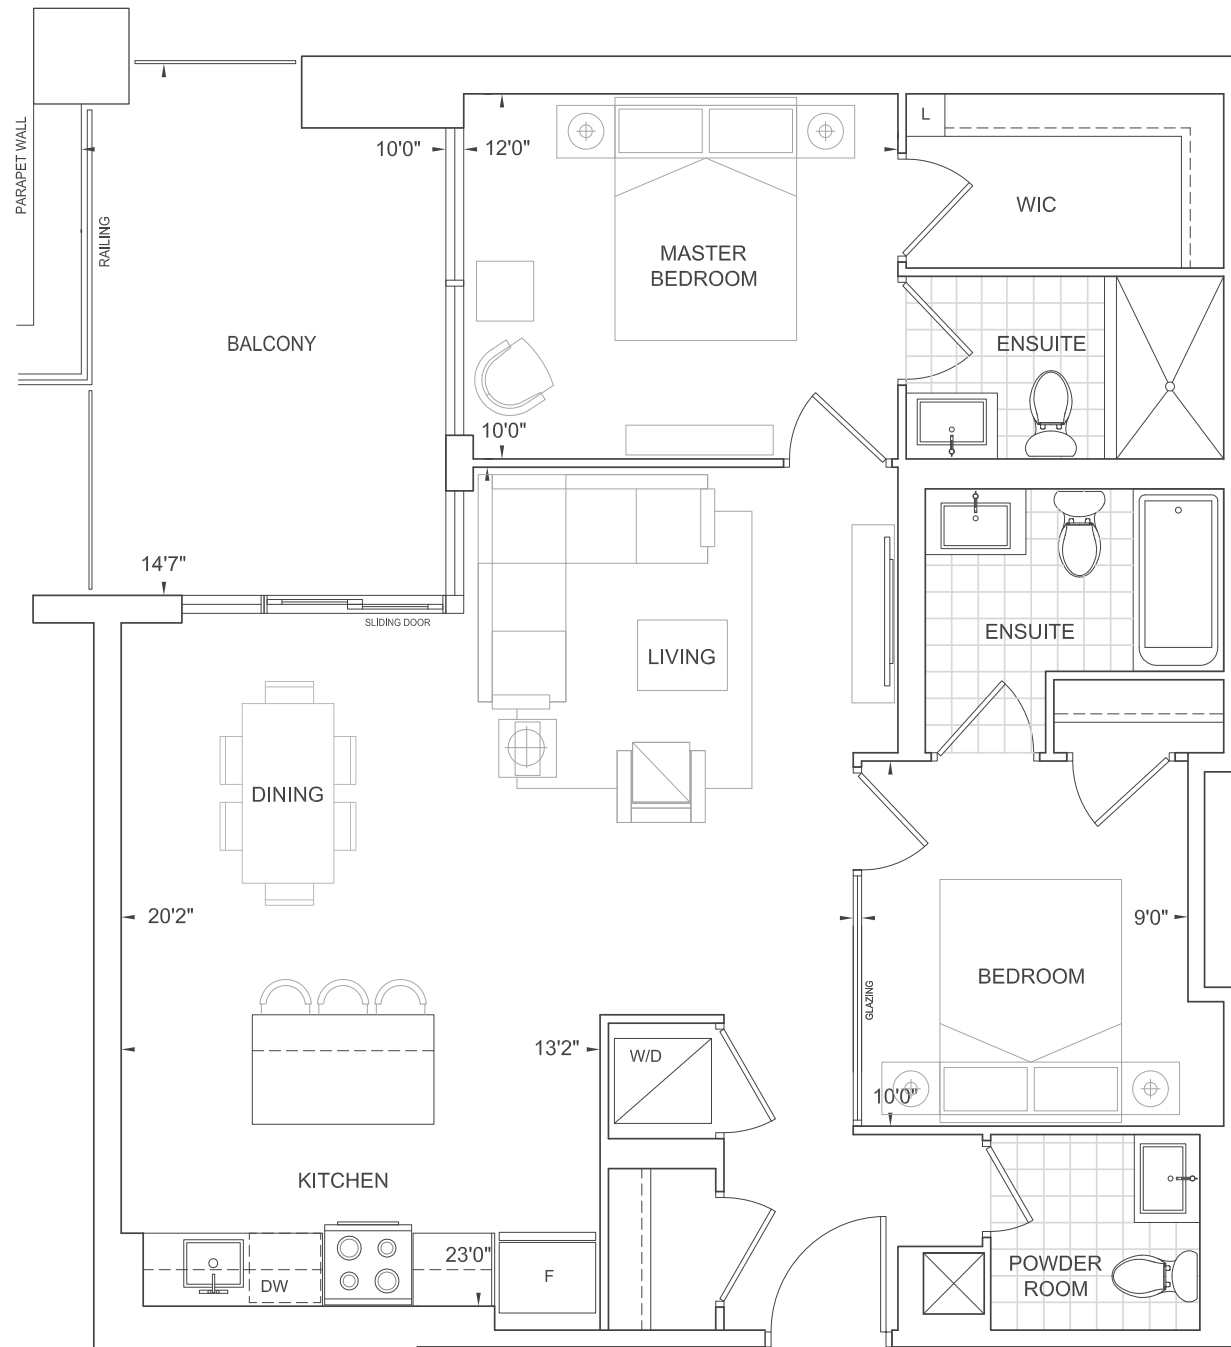 PARAPET WALL
RAILING
10'0"
12'0"
L
WIC
MASTER
BEDROOM
BALCONY
ENSUITE
10'0"
14'7"
SLIDING DOOR
LIVING
ENSUITE
DINING
20'2"
9'0"
BEDROOM
GLAZING
13'2"
W/D
10'0"
KITCHEN
23'0"
DW
F
POWDER
ROOM